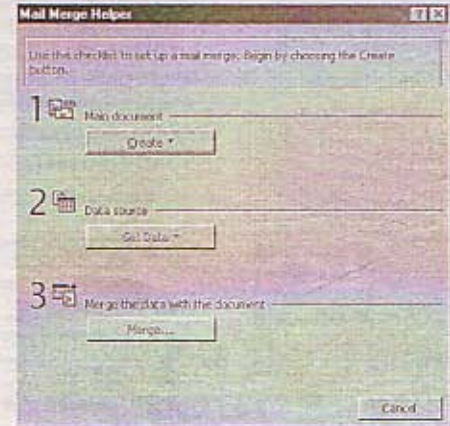 Mail Merge Helper
Use this checklist to set up a mail merge. Begin by choosing the Create
button.
1 Main document
Create
2 Data source
Get Data
3 Merge the data with the document
Merge...
Cancel